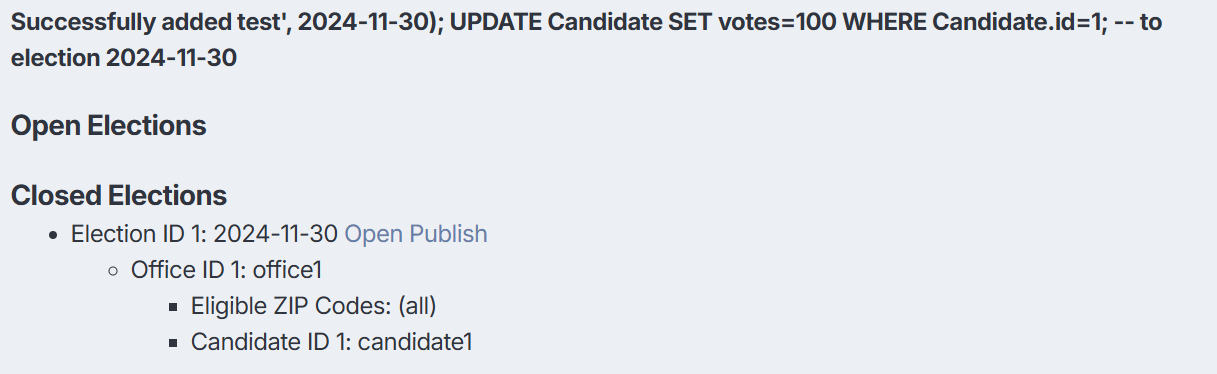 Successfully added test', 2024-11-30); UPDATE Candidate SET votes=100 WHERE Candidate.id=1; -- to
election 2024-11-30
Open Elections
Closed Elections
Election ID 1: 2024-11-30 Open Publish
Office ID 1: office1
Eligible ZIP Codes: (all)
Candidate ID 1: candidate1